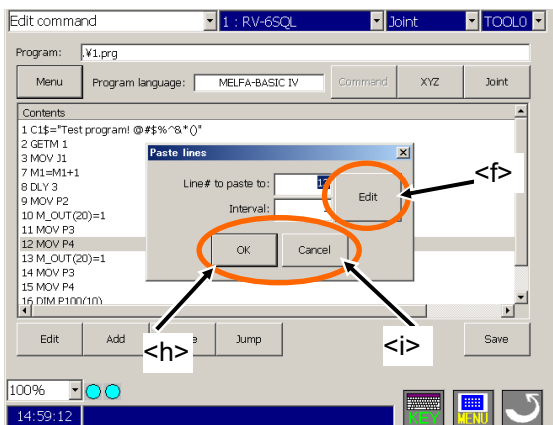 Edit command 1 : RV-6SQL Joint TOOL0
Program: .¥1.prg
Menu Program language: MELFA-BASIC IV Command XYZ Joint
Contents
1 C1$="Test program! @#$%^&*()"
2 GETM 1
3 MOV J1
7 M1=M1+1
8 DLY 3
9 MOV P2
10 M_OUT(20)=1
11 MOV P3
12 MOV P4
13 M_OUT(20)=1
14 MOV P3
15 MOV P4
16 DIM P100(10)
Paste lines
Line# to paste to:
Interval:
Edit
OK Cancel
<f>
<h>
<i>
Edit Add Jump Save
100%
14:59:12
KEY MENU